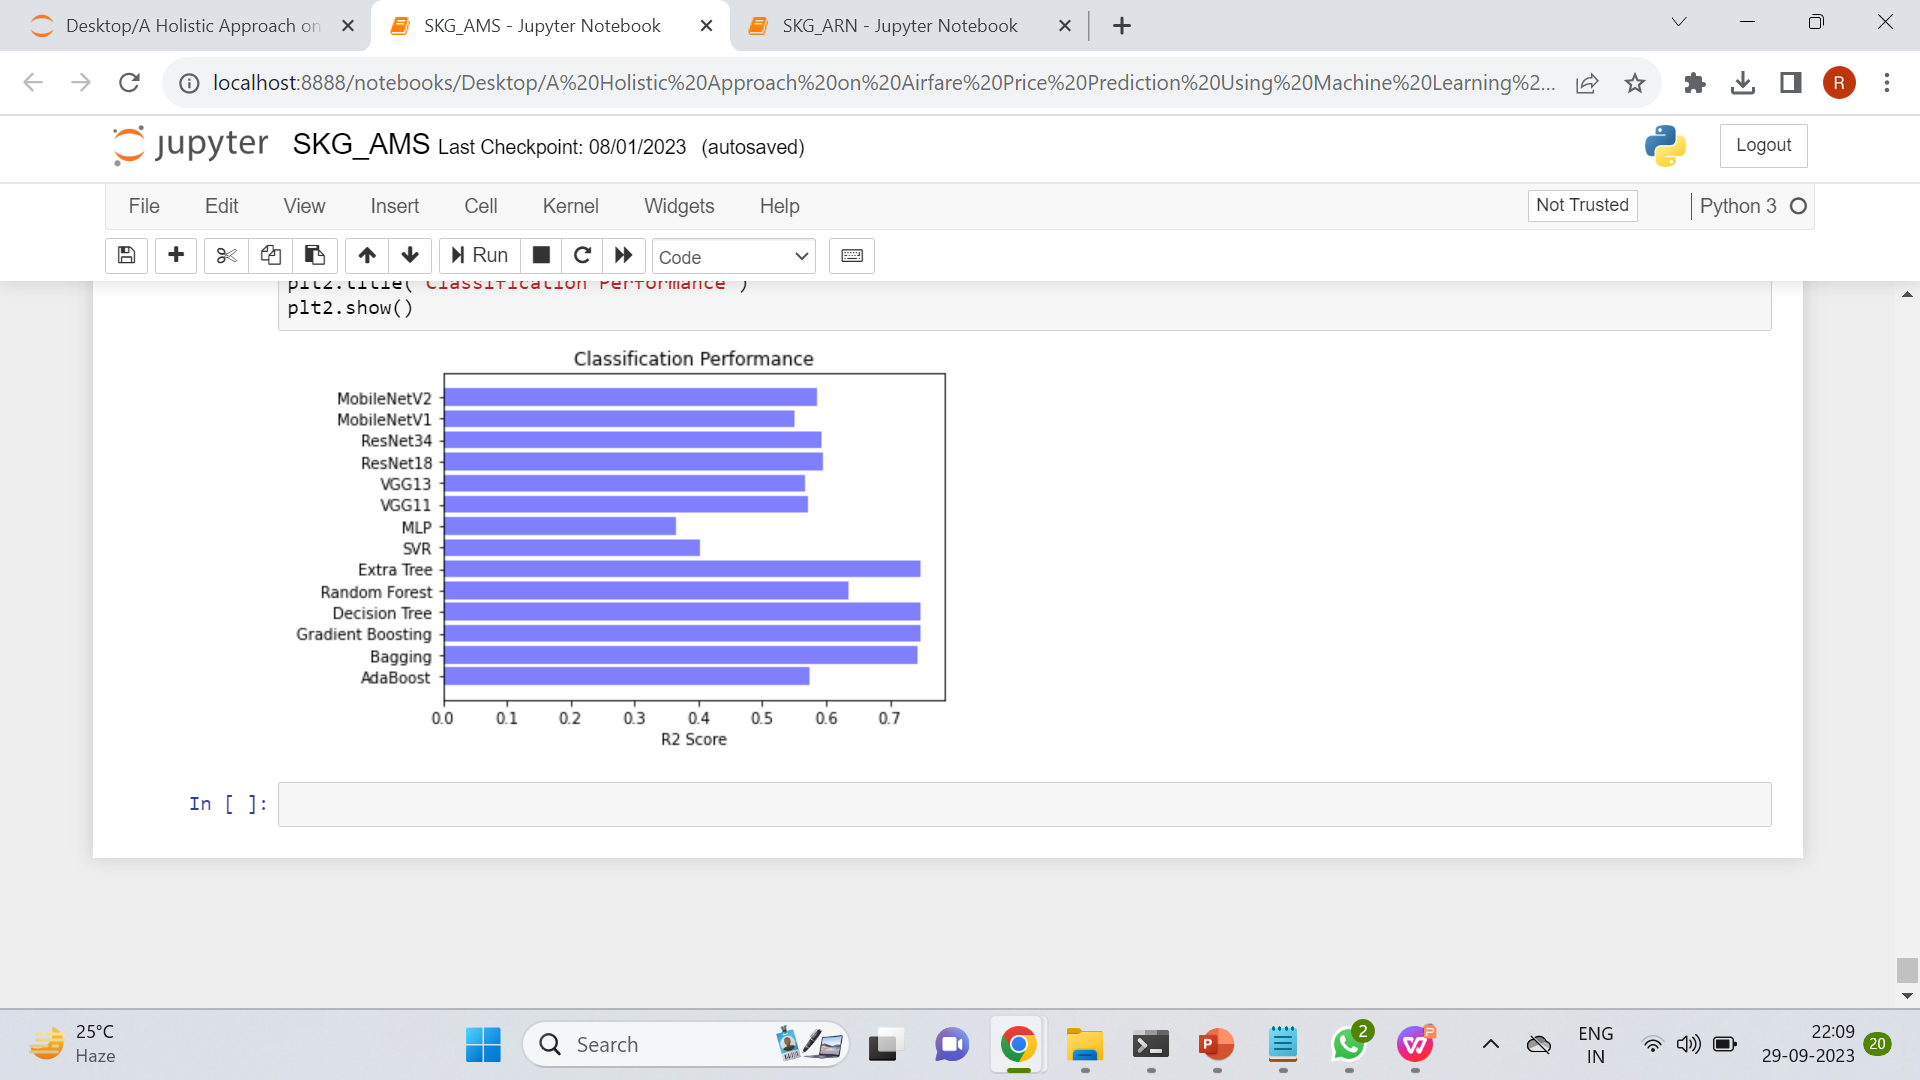 Desktop/A Holistic Approach on
SKG_AMS - Jupyter Notebook
SKG_ARN - Jupyter Notebook
localhost:8888/notebooks/Desktop/A%20Holistic%20Approach%20on%20Airfare%20Price%20Prediction%20Using%20Machine%20Learning%2...
R
jupyter SKG_AMS Last Checkpoint: 08/01/2023 (autosaved)
Logout
File Edit View Insert Cell Kernel Widgets Help
Not Trusted
Python 3
Run
Code
plt2.title("Classification Performance")
plt2.show()
Classification Performance
MobileNetV2
MobileNetV1
ResNet34
ResNet18
VGG13
VGG11
MLP
SVR
Extra Tree
Random Forest
Decision Tree
Gradient Boosting
Bagging
AdaBoost
0.0 0.1 0.2 0.3 0.4 0.5 0.6 0.7
R2 Score
In [ ]:
25°C
Haze
Search
2
ENG
IN
22:09
29-09-2023
20